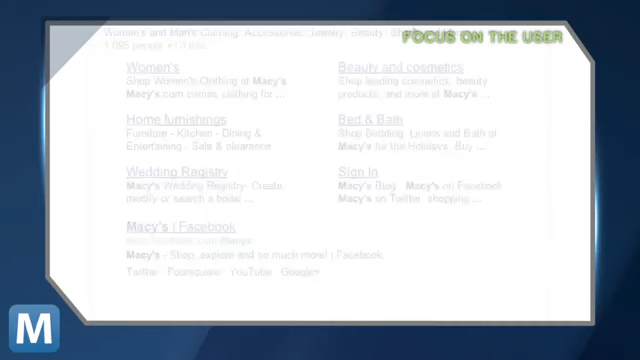 Women's and Men's Clothing, Accessories, Jewelry, Beauty,
FOCUS ON THE USER
1,095 people
Women's
Shop Women's Clothing at Macy's
Macy's.com carries clothing for ...
Beauty and cosmetics
Shop leading cosmetics, beauty
products, and more at Macy's ...
Home furnishings
Furniture - Kitchen - Dining &
Entertaining - Sale & clearance
Bed & Bath
Shop Bedding, Linens and Bath at
Macy's for the Holidays. Buy ...
Wedding Registry
Macy's Wedding Registry. Create,
modify or search a bridal ...
Sign In
Macy's Blog. Macy's on Facebook.
Macy's on Twitter. shopping ...
Macy's | Facebook
Macy's - Shop, explore and so much more! | Facebook.
Twitter Foursquare YouTube Google+
M